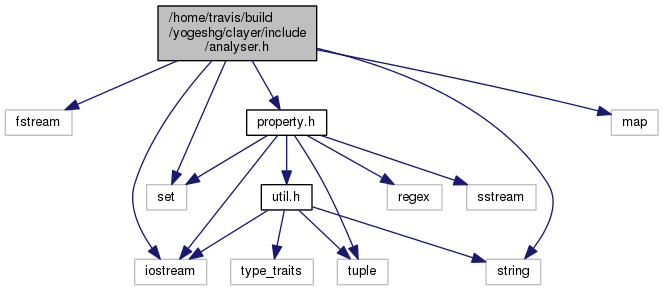 /home/travis/build
/yogeshg/clayer/include
/analyser.h
fstream
property.h
map
set
util.h
regex
sstream
iostream
type_traits
tuple
string